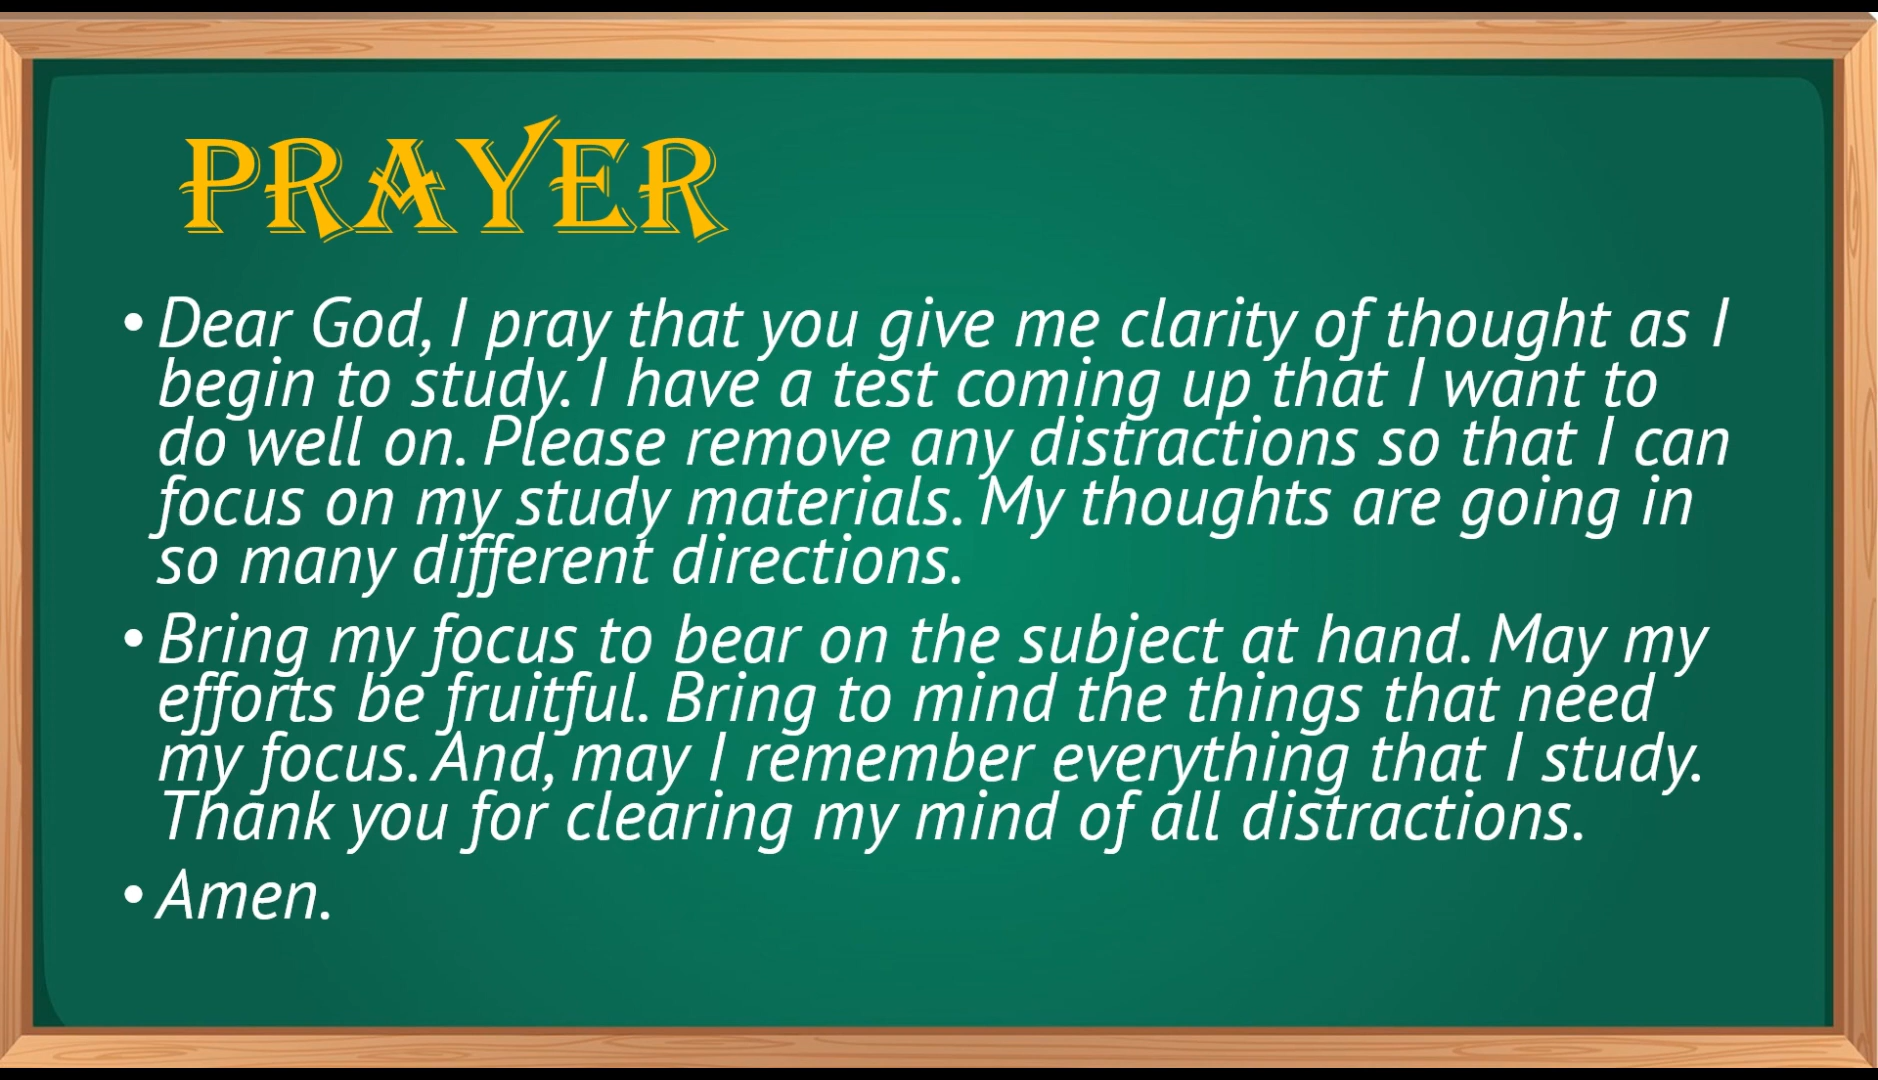 PRAYER
• Dear God, I pray that you give me clarity of thought as I
begin to study. I have a test coming up that I want to
do well on. Please remove any distractions so that I can
focus on my study materials. My thoughts are going in
so many different directions.
• Bring my focus to bear on the subject at hand. May my
efforts be fruitful. Bring to mind the things that need
my focus. And, may I remember everything that I study.
Thank you for clearing my mind of all distractions.
• Amen.